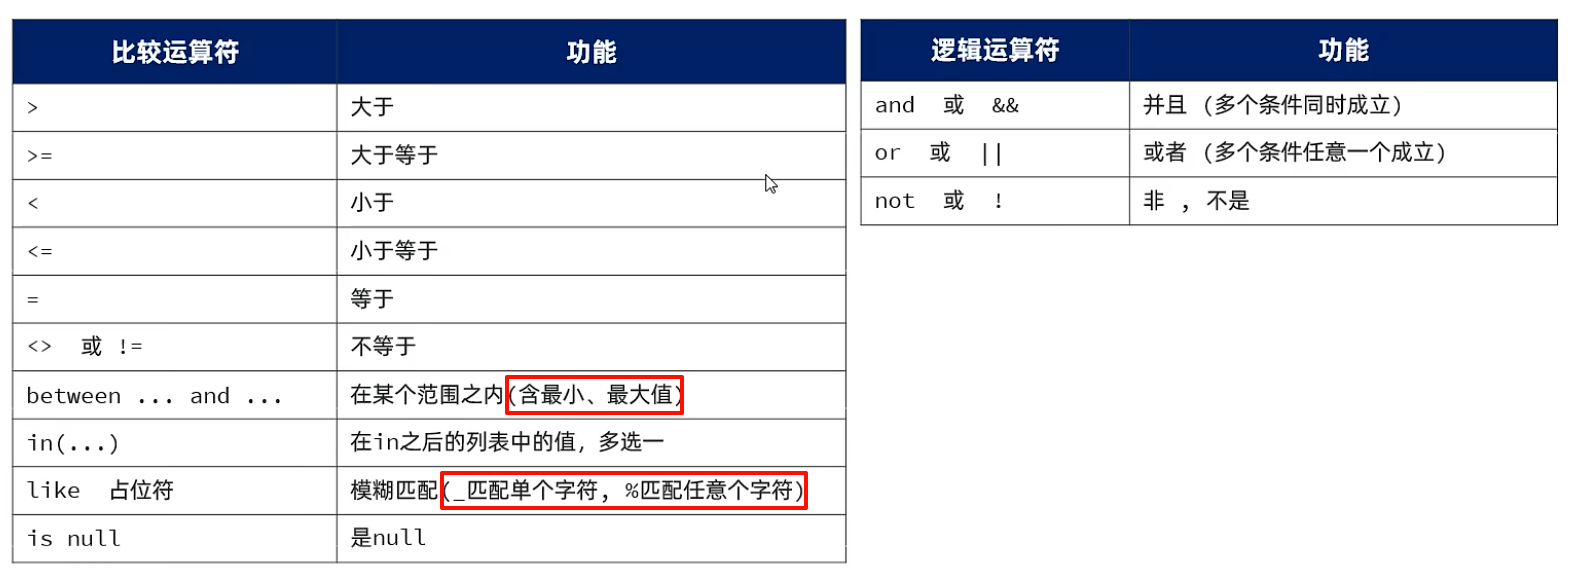 比较运算符 功能
> 大于
>= 大于等于
< 小于
<= 小于等于
= 等于
<> 或 != 不等于
between ... and ... 在某个范围之内(含最小、最大值)
in(...) 在in之后的列表中的值，多选一
like 占位符 模糊匹配(_匹配单个字符, %匹配任意个字符)
is null 是null
逻辑运算符 功能
and 或 && 并且 (多个条件同时成立)
or 或 || 或者 (多个条件任意一个成立)
not 或 ! 非 , 不是